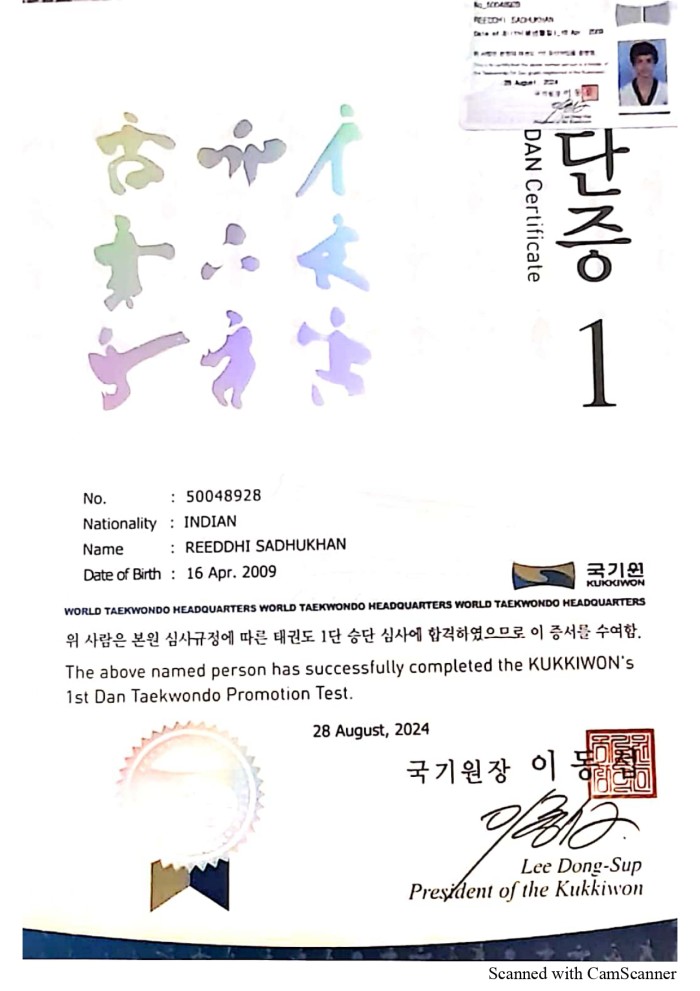 No_50048928
REEDDHI SADHUKHAN
28 August, 2024
단증
DAN Certificate
1
No. : 50048928
Nationality : INDIAN
Name : REEDDHI SADHUKHAN
Date of Birth : 16 Apr. 2009
국기원
KUKKIWON
WORLD TAEKWONDO HEADQUARTERS WORLD TAEKWONDO HEADQUARTERS WORLD TAEKWONDO HEADQUARTERS
위 사람은 본원 심사규정에 따른 태권도 1단 승단 심사에 합격하였으므로 이 증서를 수여함.
The above named person has successfully completed the KUKKIWON's
1st Dan Taekwondo Promotion Test.
28 August, 2024
국기원장 이 동 섭
Lee Dong-Sup
President of the Kukkiwon
Scanned with CamScanner